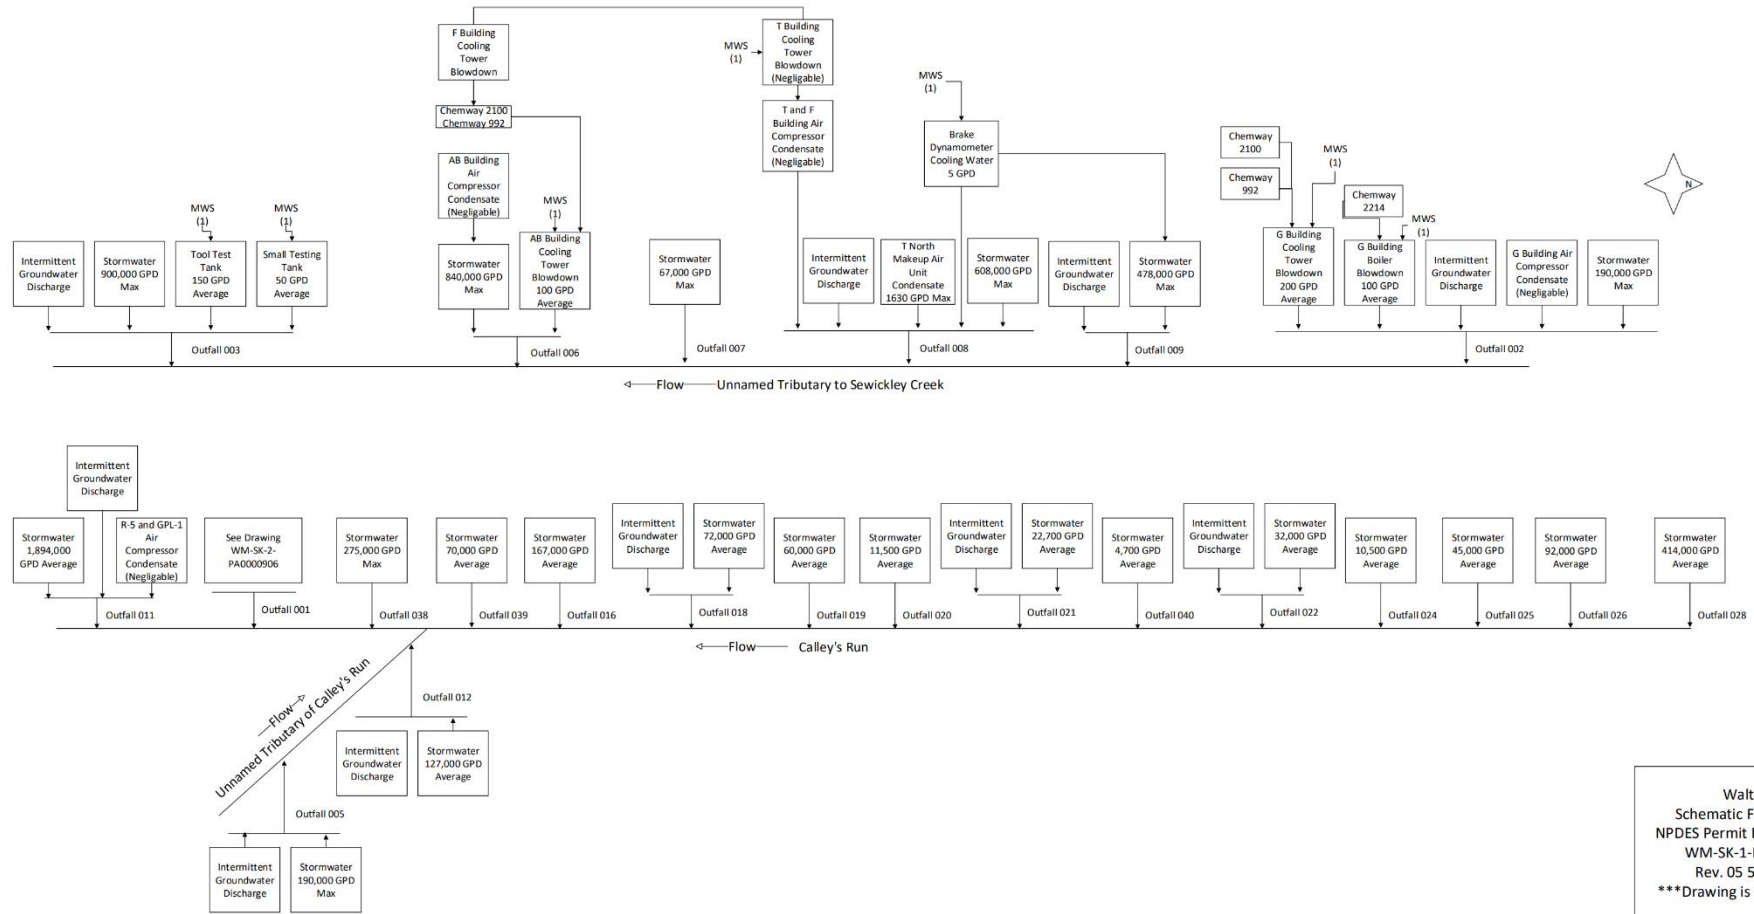 F Building
Cooling
Tower
Blowdown
T Building
Cooling
Tower
Blowdown
(Negligable)
MWS
(1)
MWS
(1)
Chemway 2100
Chemway 992
T and F
Building Air
Compressor
Condensate
(Negligable)
Brake
Dynamometer
Cooling Water
5 GPD
Chemway
2100
MWS
(1)
Chemway
992
Chemway
2214
MWS
(1)
N
AB Building
Air
Compressor
Condensate
(Negligable)
MWS
(1)
MWS
(1)
MWS
(1)
Intermittent
Groundwater
Discharge
Stormwater
900,000 GPD
Max
Tool Test
Tank
150 GPD
Average
Small Testing
Tank
50 GPD
Average
Stormwater
840,000 GPD
Max
AB Building
Cooling
Tower
Blowdown
100 GPD
Average
Stormwater
67,000 GPD
Max
Intermittent
Groundwater
Discharge
T North
Makeup Air
Unit
Condensate
1630 GPD Max
Stormwater
608,000 GPD
Max
Intermittent
Groundwater
Discharge
Stormwater
478,000 GPD
Max
G Building
Cooling
Tower
Blowdown
200 GPD
Average
G Building
Boiler
Blowdown
100 GPD
Average
Intermittent
Groundwater
Discharge
G Building Air
Compressor
Condensate
(Negligable)
Stormwater
190,000 GPD
Max
Outfall 003
Outfall 006
Outfall 007
Outfall 008
Outfall 009
Outfall 002
Flow
Unnamed Tributary to Sewickley Creek
Intermittent
Groundwater
Discharge
Stormwater
1,894,000
GPD Average
R-5 and GPL-1
Air
Compressor
Condensate
(Negligable)
See Drawing
WM-SK-2-
PA0000906
Stormwater
275,000 GPD
Max
Stormwater
70,000 GPD
Average
Stormwater
167,000 GPD
Average
Intermittent
Groundwater
Discharge
Stormwater
72,000 GPD
Average
Stormwater
60,000 GPD
Average
Stormwater
11,500 GPD
Average
Intermittent
Groundwater
Discharge
Stormwater
22,700 GPD
Average
Stormwater
4,700 GPD
Average
Intermittent
Groundwater
Discharge
Stormwater
32,000 GPD
Average
Stormwater
10,500 GPD
Average
Stormwater
45,000 GPD
Average
Stormwater
92,000 GPD
Average
Stormwater
414,000 GPD
Average
Outfall 011
Outfall 001
Outfall 038
Outfall 039
Outfall 016
Outfall 018
Outfall 019
Outfall 020
Outfall 021
Outfall 040
Outfall 022
Outfall 024
Outfall 025
Outfall 026
Outfall 028
Flow
Calley's Run
Flow
Unnamed Tributary of Calley's Run
Outfall 012
Intermittent
Groundwater
Discharge
Stormwater
127,000 GPD
Average
Outfall 005
Intermittent
Groundwater
Discharge
Stormwater
190,000 GPD
Max
Walt
Schematic F
NPDES Permit
WM-SK-1-
Rev. 05 5
***Drawing is